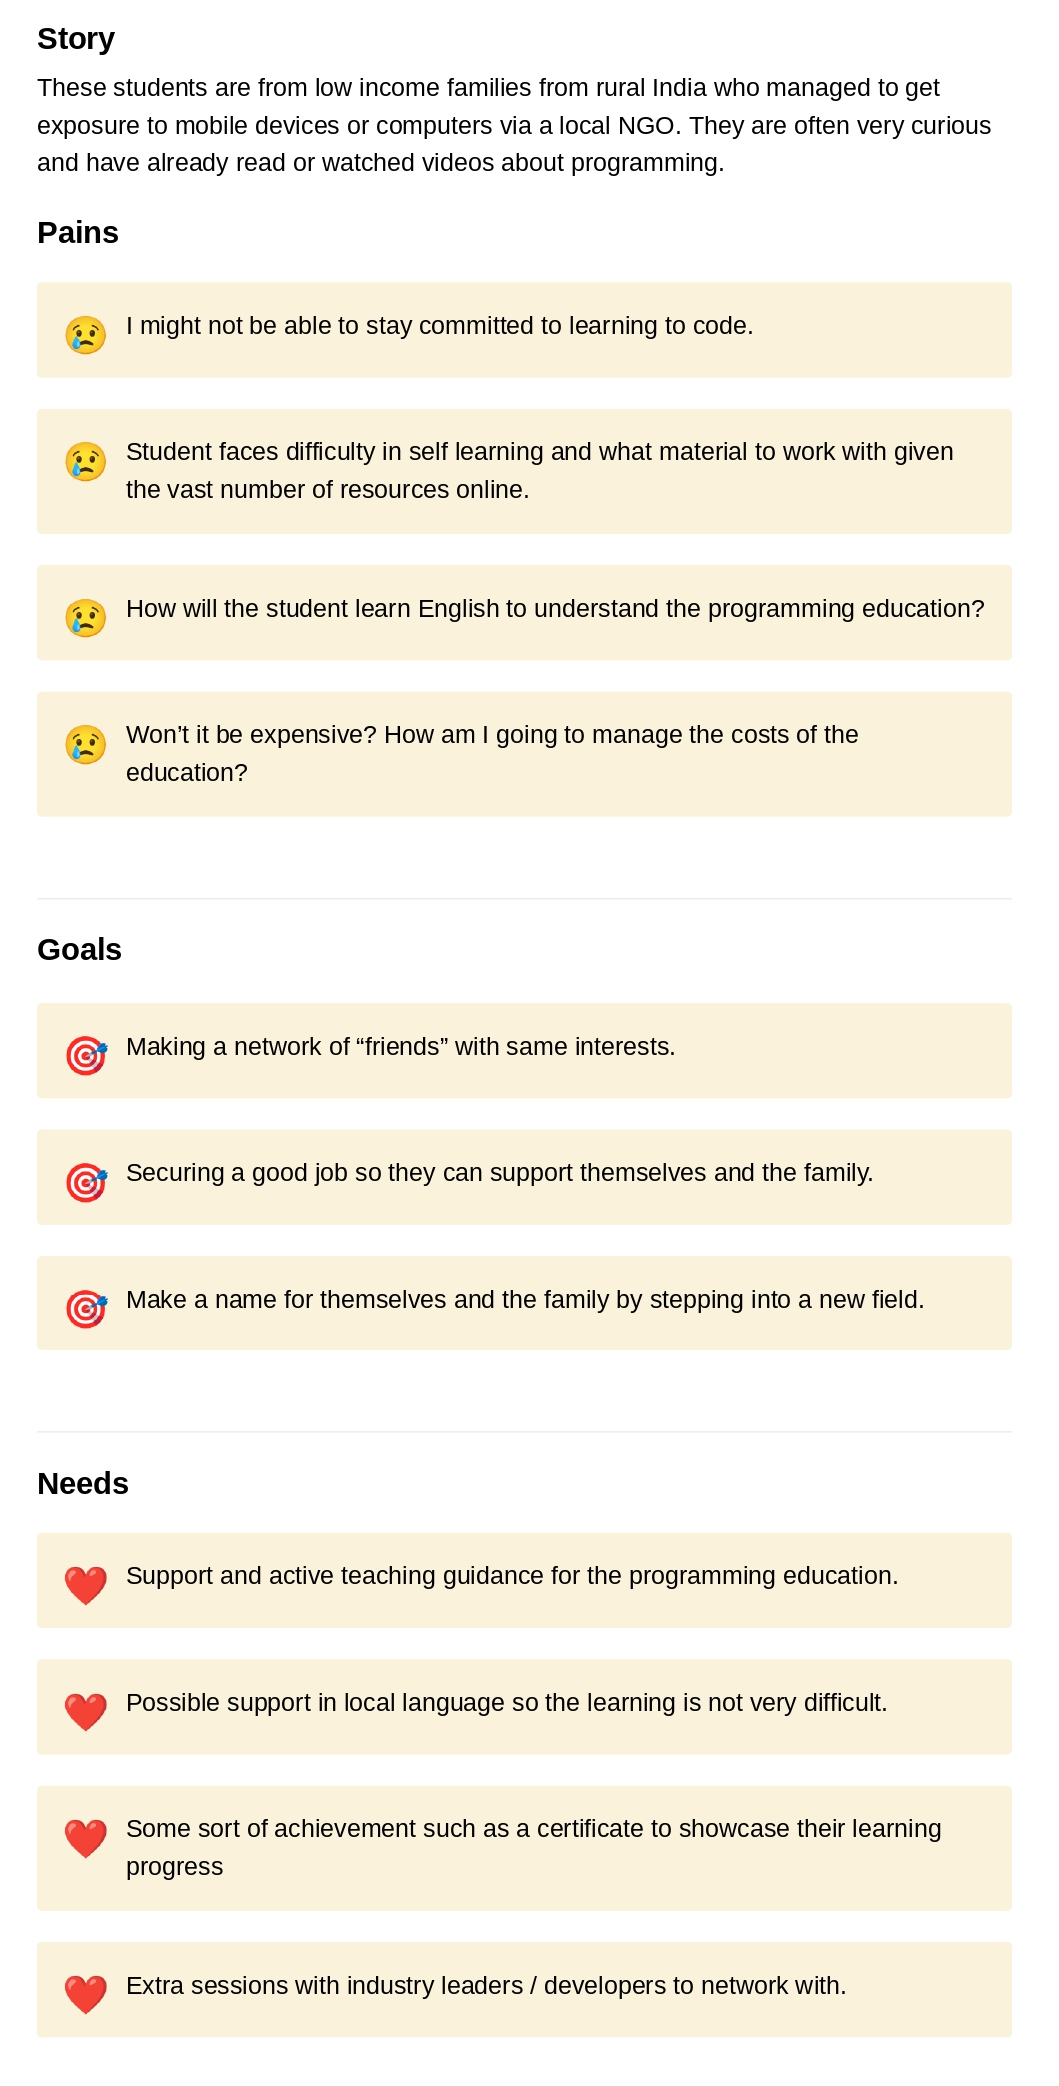 Story
These students are from low income families from rural India who managed to get
exposure to mobile devices or computers via a local NGO. They are often very curious
and have already read or watched videos about programming.
Pains
I might not be able to stay committed to learning to code.
Student faces difficulty in self learning and what material to work with given
the vast number of resources online.
How will the student learn English to understand the programming education?
Won’t it be expensive? How am I going to manage the costs of the
education?
Goals
Making a network of “friends” with same interests.
Securing a good job so they can support themselves and the family.
Make a name for themselves and the family by stepping into a new field.
Needs
Support and active teaching guidance for the programming education.
Possible support in local language so the learning is not very difficult.
Some sort of achievement such as a certificate to showcase their learning
progress
Extra sessions with industry leaders / developers to network with.